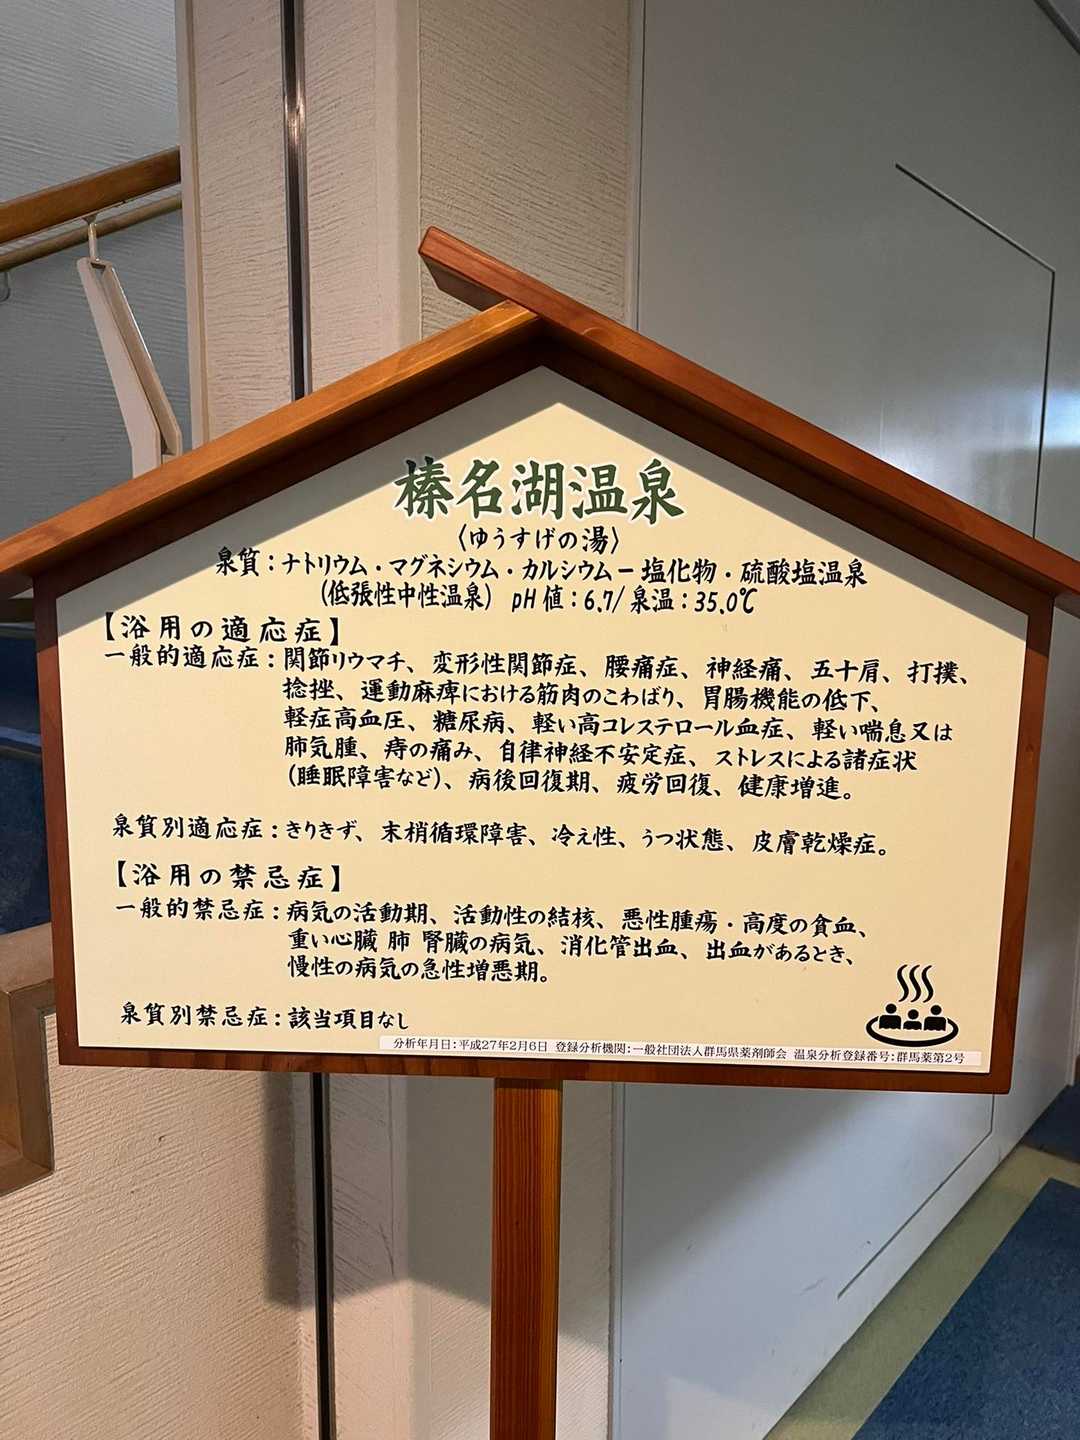 榛名湖温泉
〈ゆうすげの湯〉
泉質：ナトリウム・マグネシウム・カルシウムー塩化物・硫酸塩温泉
(低張性中性温泉) pH値：6.7/泉温：35.0℃
【浴用の適応症】
一般的適応症：関節リウマチ、変形性関節症、腰痛症、神経痛、五十肩、打撲、
捻挫、運動麻痺における筋肉のこわばり、胃腸機能の低下、
軽症高血圧、糖尿病、軽い高コレステロール血症、軽い喘息又は
肺気腫、痔の痛み、自律神経不安定症、ストレスによる諸症状
(睡眠障害など)、病後回復期、疲労回復、健康増進。
泉質別適応症：きりきず、末梢循環障害、冷え性、うつ状態、皮膚乾燥症。
【浴用の禁忌症】
一般的禁忌症：病気の活動期、活動性の結核、悪性腫瘍・高度の貧血、
重い心臓 肺 腎臓の病気、消化管出血、出血があるとき、
慢性の病気の急性増悪期。
泉質別禁忌症：該当項目なし
分析年月日：平成27年2月6日 登録分析機関：一般社団法人群馬県薬剤師会 温泉分析登録番号：群馬薬第2号